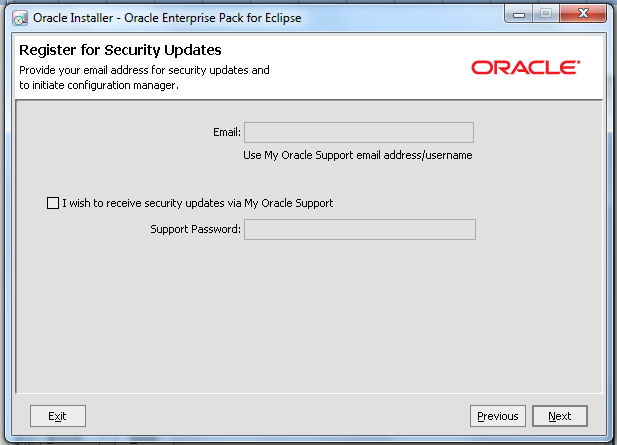 Oracle Installer - Oracle Enterprise Pack for Eclipse
Register for Security Updates
Provide your email address for security updates and
to initiate configuration manager.
ORACLE
Email:
Use My Oracle Support email address/username
I wish to receive security updates via My Oracle Support
Support Password:
Exit
Previous
Next